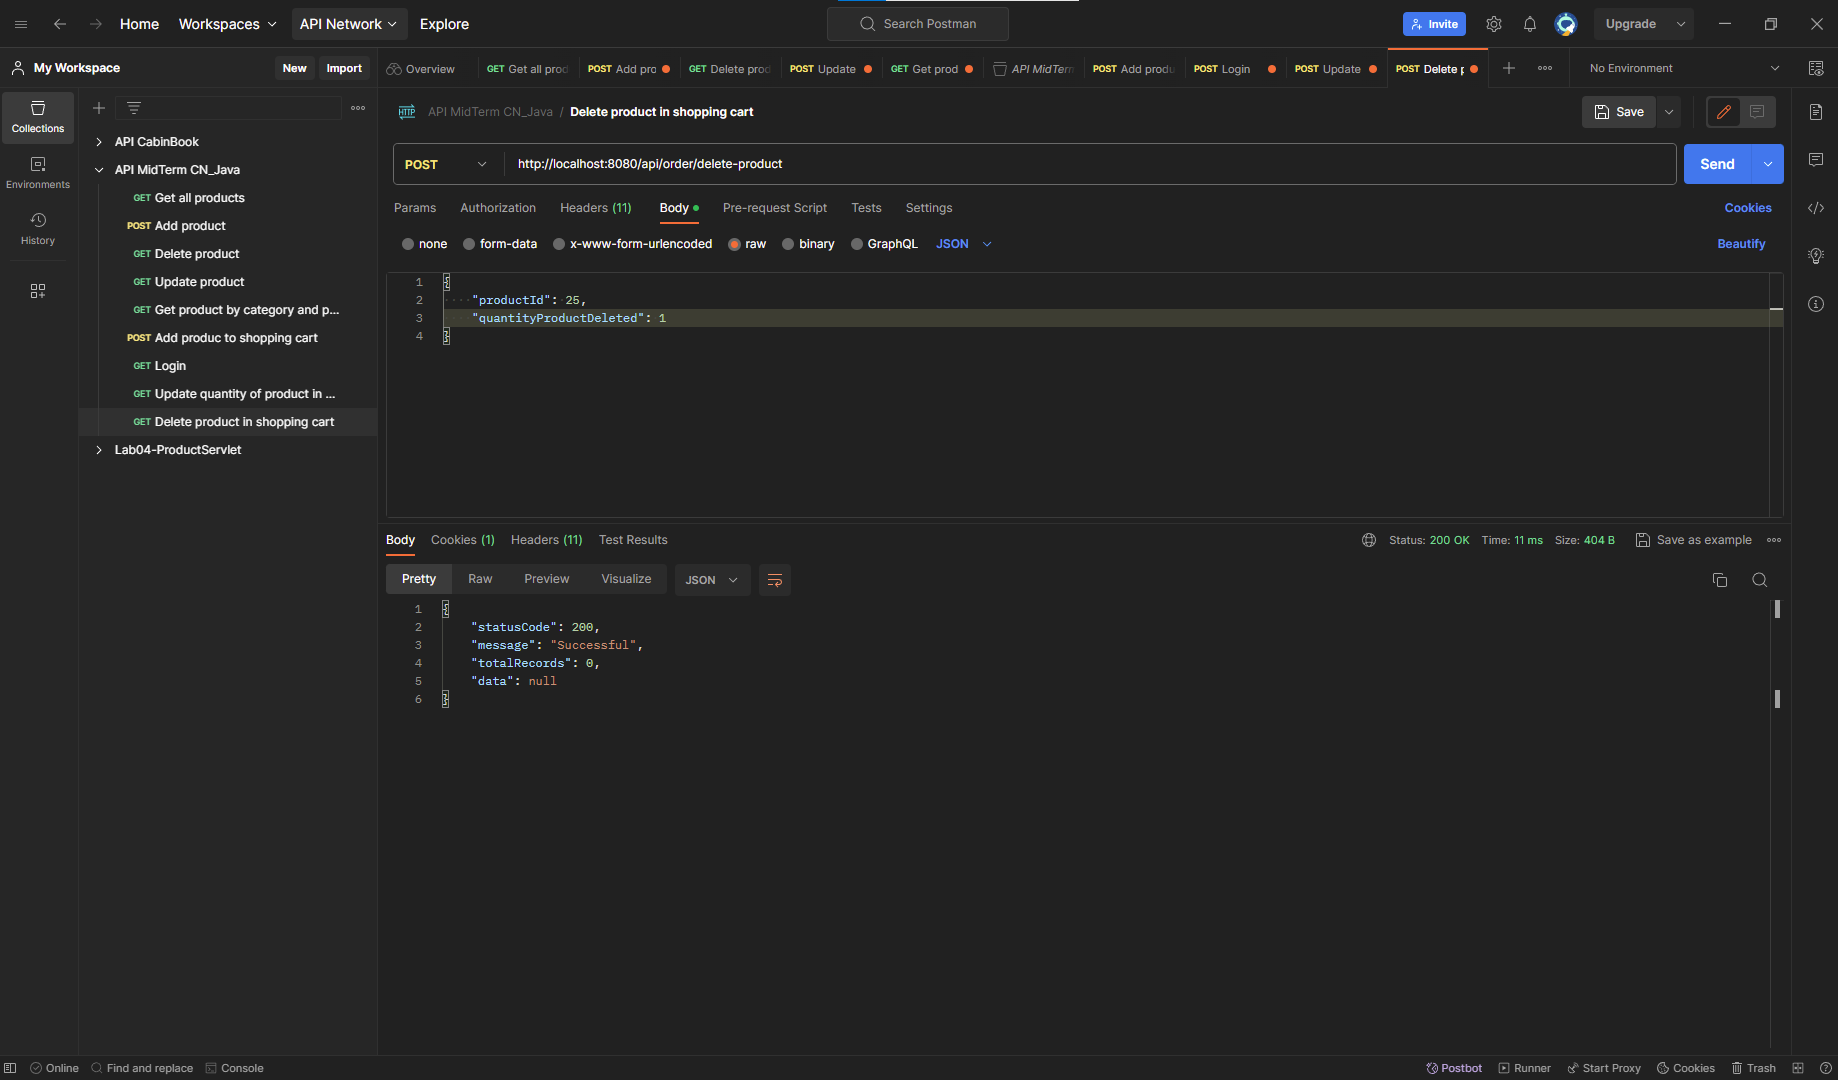 Home Workspaces API Network Explore Search Postman Invite Upgrade
My Workspace New Import
Overview GET Get all prod POST Add pro GET Delete prod POST Update GET Get prod API MidTerm POST Add produ POST Login POST Update POST Delete p No Environment
Collections
Environments
History
API CabinBook
API MidTerm CN_Java
GET Get all products
POST Add product
GET Delete product
GET Update product
GET Get product by category and p...
POST Add produc to shopping cart
GET Login
GET Update quantity of product in ...
GET Delete product in shopping cart
Lab04-ProductServlet
HTTP API MidTerm CN_Java / Delete product in shopping cart Save
POST http://localhost:8080/api/order/delete-product Send
Params Authorization Headers (11) Body Pre-request Script Tests Settings Cookies
none form-data x-www-form-urlencoded raw binary GraphQL JSON Beautify
1 {
2 "productId": 25,
3 "quantityProductDeleted": 1
4 }
Body Cookies (1) Headers (11) Test Results Status: 200 OK Time: 11 ms Size: 404 B Save as example
Pretty Raw Preview Visualize JSON
1 {
2 "statusCode": 200,
3 "message": "Successful",
4 "totalRecords": 0,
5 "data": null
6 }
Online Find and replace Console Postbot Runner Start Proxy Cookies Trash